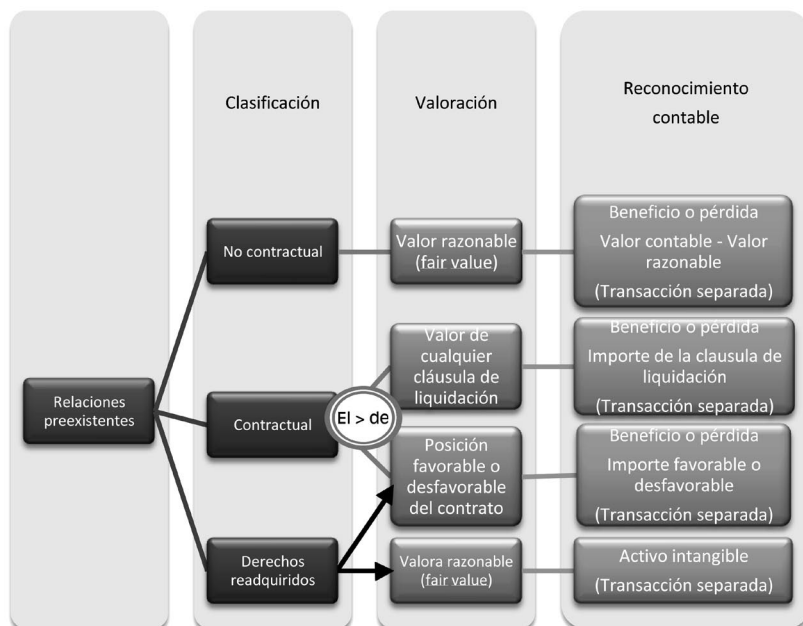 Clasificación
Valoración
Reconocimiento
contable
Relaciones
preexistentes
No contractual
Valor razonable
(fair value)
Beneficio o pérdida
Valor contable - Valor
razonable
(Transacción separada)
Contractual
El > de
Valor de
cualquier
cláusula de
liquidación
Beneficio o pérdida
Importe de la clausula de
liquidación
(Transacción separada)
Posición
favorable o
desfavorable
del contrato
Beneficio o pérdida
Importe favorable o
desfavorable
(Transacción separada)
Derechos
readquiridos
Valora razonable
(fair value)
Activo intangible
(Transacción separada)